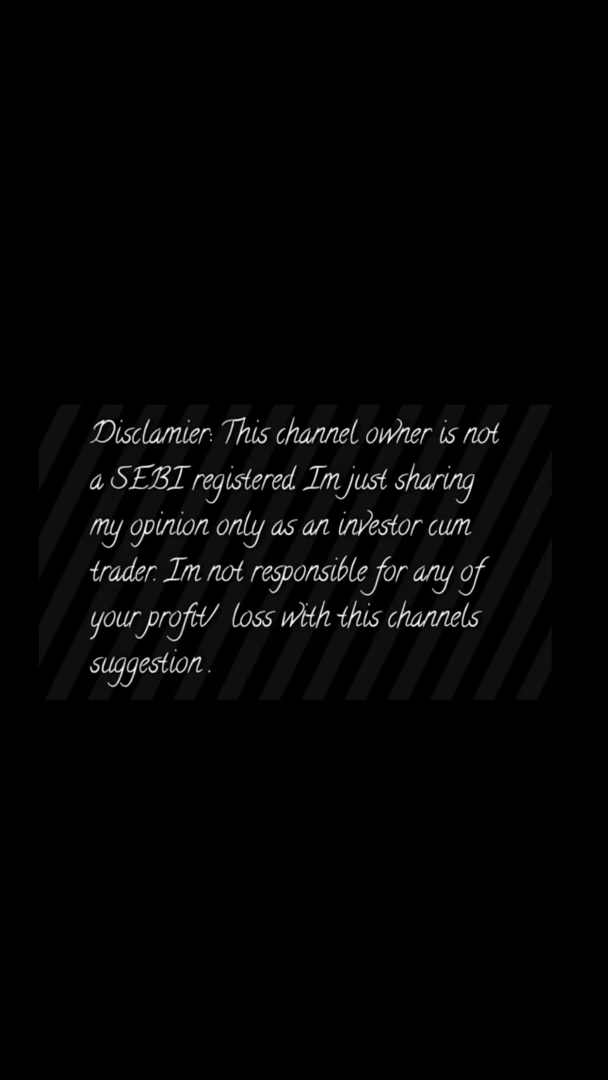 Disclamier: This channel owner is not
a SEBI registered. Im just sharing
my opinion only as an investor cum
trader. Im not responsible for any of
your profit/ loss with this channels
suggestion.